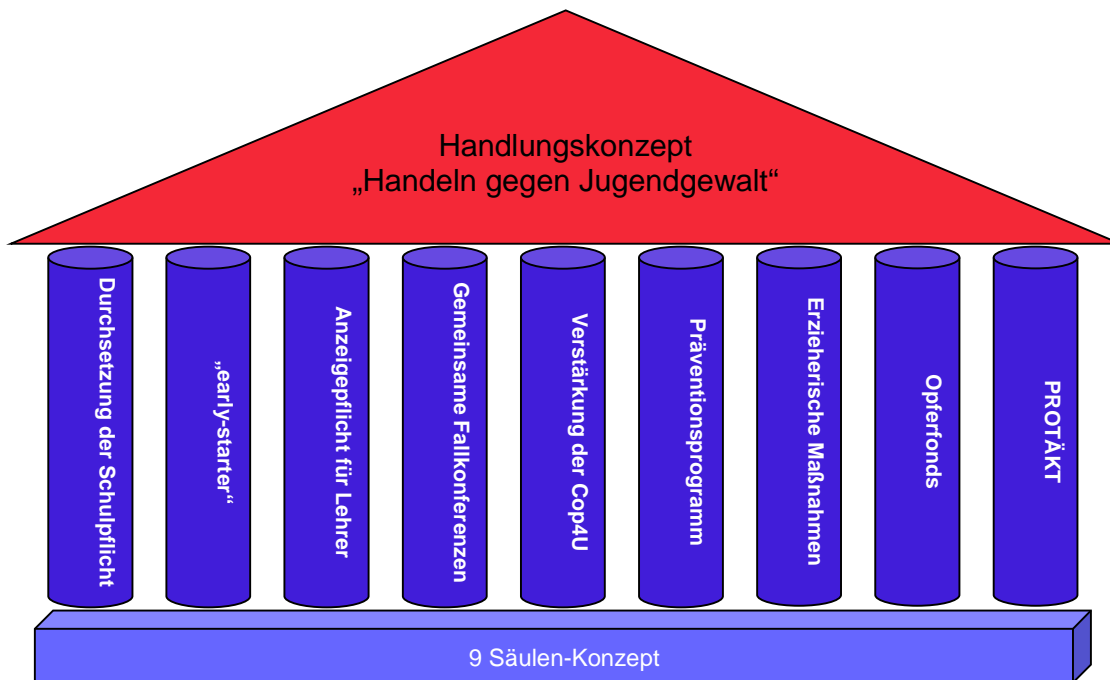 Handlungskonzept
„Handeln gegen Jugendgewalt“
Durchsetzung der Schulpflicht
„early-starter“
Anzeigepflicht für Lehrer
Gemeinsame Fallkonferenzen
Verstärkung der Cop4U
Präventionsprogramm
Erzieherische Maßnahmen
Opferfonds
PROTÄKT
9 Säulen-Konzept